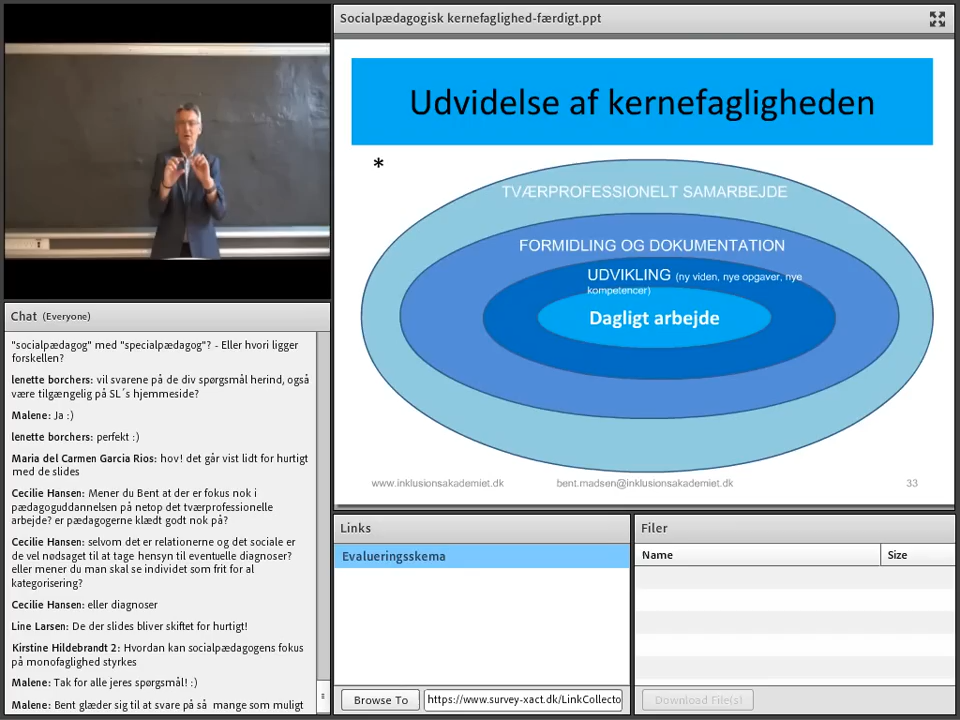 Socialpædagogisk kernefaglighed-færdigt.ppt
Udvidelse af kernefagligheden
*
TVÆRPROFESSIONELT SAMARBEJDE
FORMIDLING OG DOKUMENTATION
UDVIKLING (ny viden, nye opgaver, nye
kompetencer)
Dagligt arbejde
www.inklusionsakademiet.dk
bent.madsen@inklusionsakademiet.dk
33
Chat (Everyone)
"socialpædagog" med "specialpædagog"? - Eller hvori ligger
forskellen?
lenette borchers: vil svarene på de div spørgsmål herind, også
være tilgængelig på SL´s hjemmeside?
Malene: Ja :)
lenette borchers: perfekt :)
Maria del Carmen Garcia Rios: hov! det går vist lidt for hurtigt
med de slides
Cecilie Hansen: Mener du Bent at der er fokus nok i
pædagoguddannelsen på netop det tværprofessionelle
arbejde? er pædagogerne klædt godt nok på?
Cecilie Hansen: selvom det er relationerne og det sociale er
de vel nødsaget til at tage hensyn til eventuelle diagnoser?
eller mener du man skal se individet som frit for al
kategorisering?
Cecilie Hansen: eller diagnoser
Line Larsen: De der slides bliver skiftet for hurtigt!
Kirstine Hildebrandt 2: Hvordan kan socialpædagogens fokus
på monofaglighed styrkes
Malene: Tak for alle jeres spørgsmål! :)
Malene: Bent glæder sig til at svare på så mange som muligt
Links
Evalueringsskema
Browse To
https://www.survey-xact.dk/LinkCollecto
Filer
Name
Size
Download File(s)